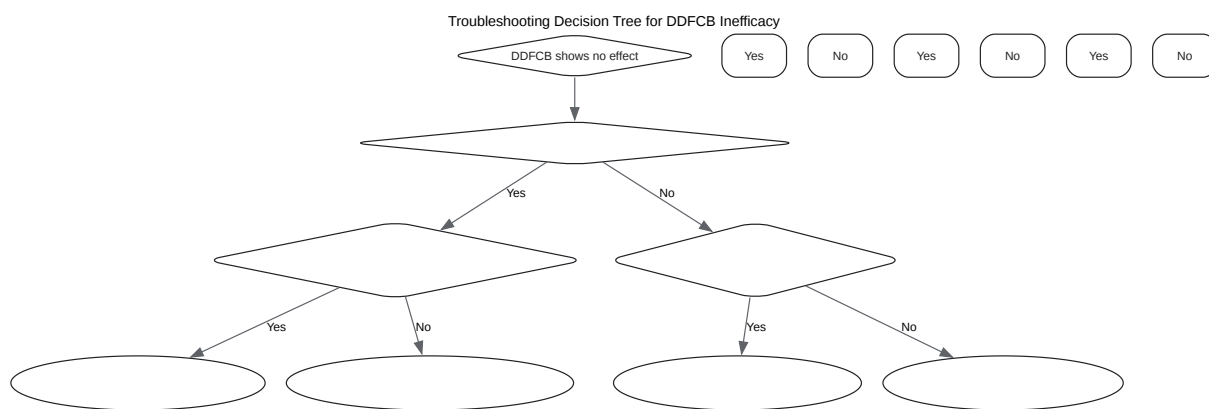 Troubleshooting Decision Tree for DDFCB Inefficacy
DDFCB shows no effect
Yes
No
Yes
No
Yes
No
Yes
No
Yes
No
Yes
No